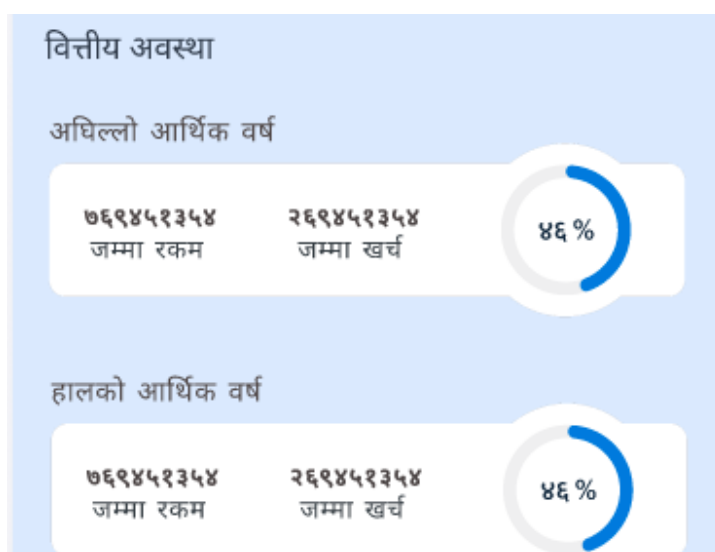 वित्तीय अवस्था
अघिल्लो आर्थिक वर्ष
७६९४५१३५४ २६९४५१३५४ ४६ %
जम्मा रकम जम्मा खर्च
हालको आर्थिक वर्ष
७६९४५१३५४ २६९४५१३५४ ४६ %
जम्मा रकम जम्मा खर्च